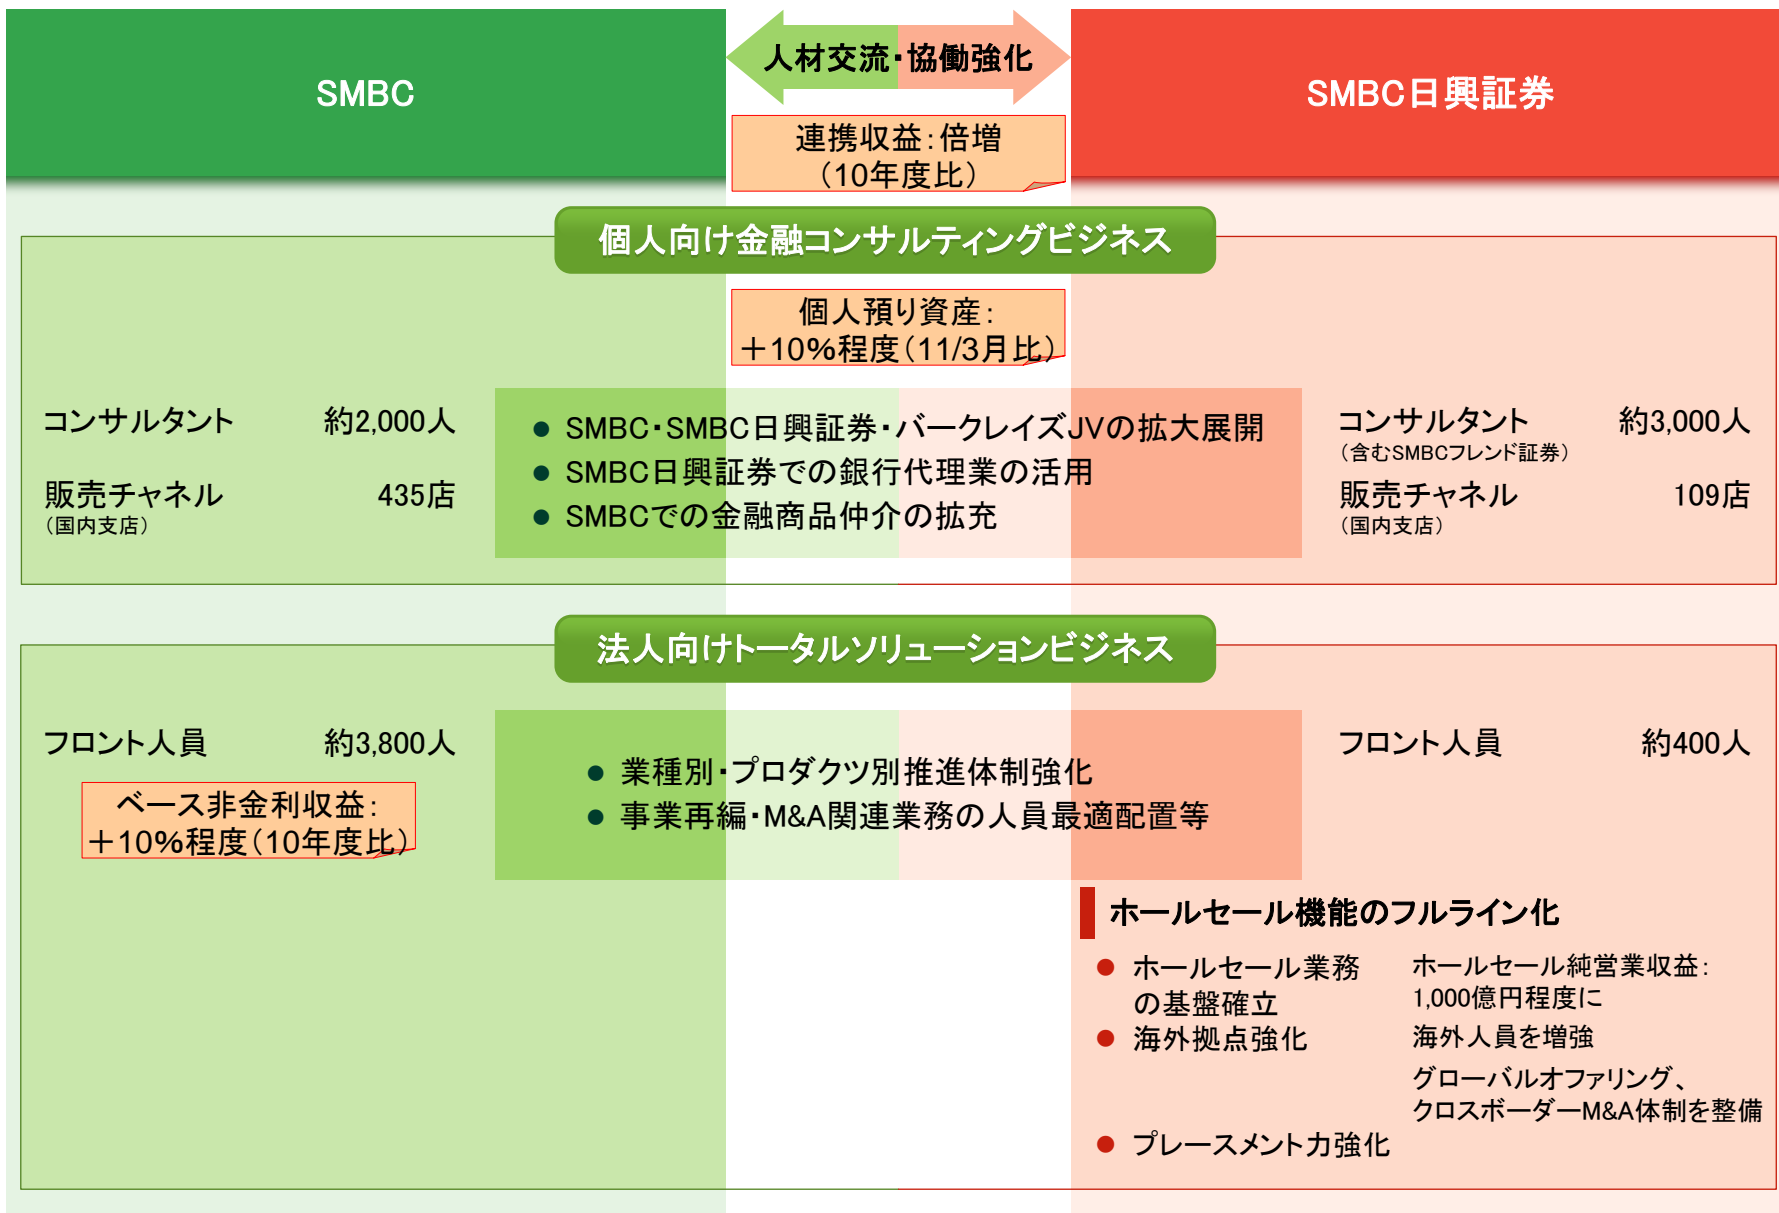 SMBC
人材交流・協働強化
SMBC日興証券
連携収益：倍増
（10年度比）
個人向け金融コンサルティングビジネス
個人預り資産：
＋10%程度（11/3月比）
コンサルタント 約2,000人
販売チャネル 435店
（国内支店）
● SMBC・SMBC日興証券・バークレイズJVの拡大展開
● SMBC日興証券での銀行代理業の活用
● SMBCでの金融商品仲介の拡充
コンサルタント 約3,000人
（含むSMBCフレンド証券）
販売チャネル 109店
（国内支店）
法人向けトータルソリューションビジネス
フロント人員 約3,800人
ベース非金利収益：
＋10%程度（10年度比）
● 業種別・プロダクツ別推進体制強化
● 事業再編・M&A関連業務の人員最適配置等
フロント人員 約400人
ホールセール機能のフルライン化
● ホールセール業務
の基盤確立
ホールセール純営業収益：
1,000億円程度に
● 海外拠点強化
海外人員を増強
グローバルオファリング、
クロスボーダーM&A体制を整備
● プレースメント力強化